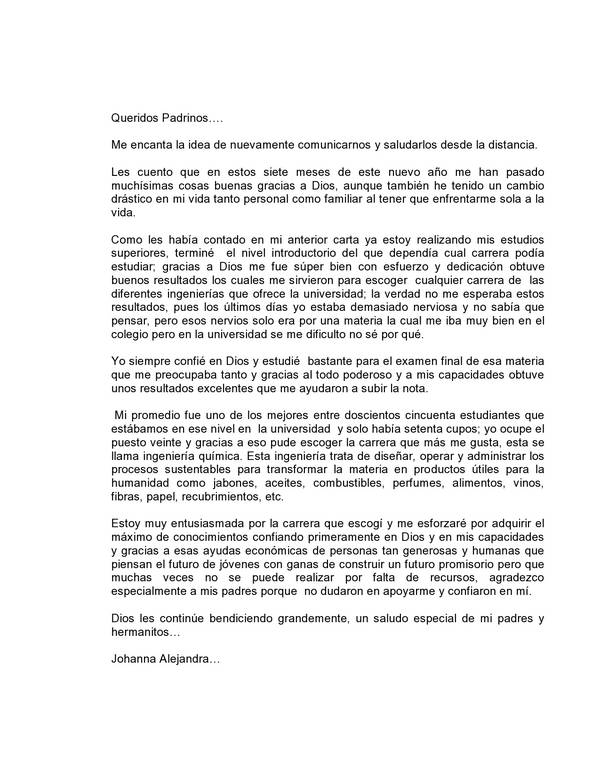 Queridos Padrinos….
Me encanta la idea de nuevamente comunicarnos y saludarlos desde la distancia.
Les cuento que en estos siete meses de este nuevo año me han pasado
muchísimas cosas buenas gracias a Dios, aunque también he tenido un cambio
drástico en mi vida tanto personal como familiar al tener que enfrentarme sola a la
vida.
Como les había contado en mi anterior carta ya estoy realizando mis estudios
superiores, terminé el nivel introductorio del que dependía cual carrera podía
estudiar; gracias a Dios me fue súper bien con esfuerzo y dedicación obtuve
buenos resultados los cuales me sirvieron para escoger cualquier carrera de las
diferentes ingenierías que ofrece la universidad; la verdad no me esperaba estos
resultados, pues los últimos días yo estaba demasiado nerviosa y no sabía que
pensar, pero esos nervios solo era por una materia la cual me iba muy bien en el
colegio pero en la universidad se me dificulto no sé por qué.
Yo siempre confié en Dios y estudié bastante para el examen final de esa materia
que me preocupaba tanto y gracias al todo poderoso y a mis capacidades obtuve
unos resultados excelentes que me ayudaron a subir la nota.
Mi promedio fue uno de los mejores entre doscientos cincuenta estudiantes que
estábamos en ese nivel en la universidad y solo había setenta cupos; yo ocupe el
puesto veinte y gracias a eso pude escoger la carrera que más me gusta, esta se
llama ingeniería química. Esta ingeniería trata de diseñar, operar y administrar los
procesos sustentables para transformar la materia en productos útiles para la
humanidad como jabones, aceites, combustibles, perfumes, alimentos, vinos,
fibras, papel, recubrimientos, etc.
Estoy muy entusiasmada por la carrera que escogí y me esforzaré por adquirir el
máximo de conocimientos confiando primeramente en Dios y en mis capacidades
y gracias a esas ayudas económicas de personas tan generosas y humanas que
piensan el futuro de jóvenes con ganas de construir un futuro promisorio pero que
muchas veces no se puede realizar por falta de recursos, agradezco
especialmente a mis padres porque no dudaron en apoyarme y confiaron en mí.
Dios les continúe bendiciendo grandemente, un saludo especial de mi padres y
hermanitos…
Johanna Alejandra…